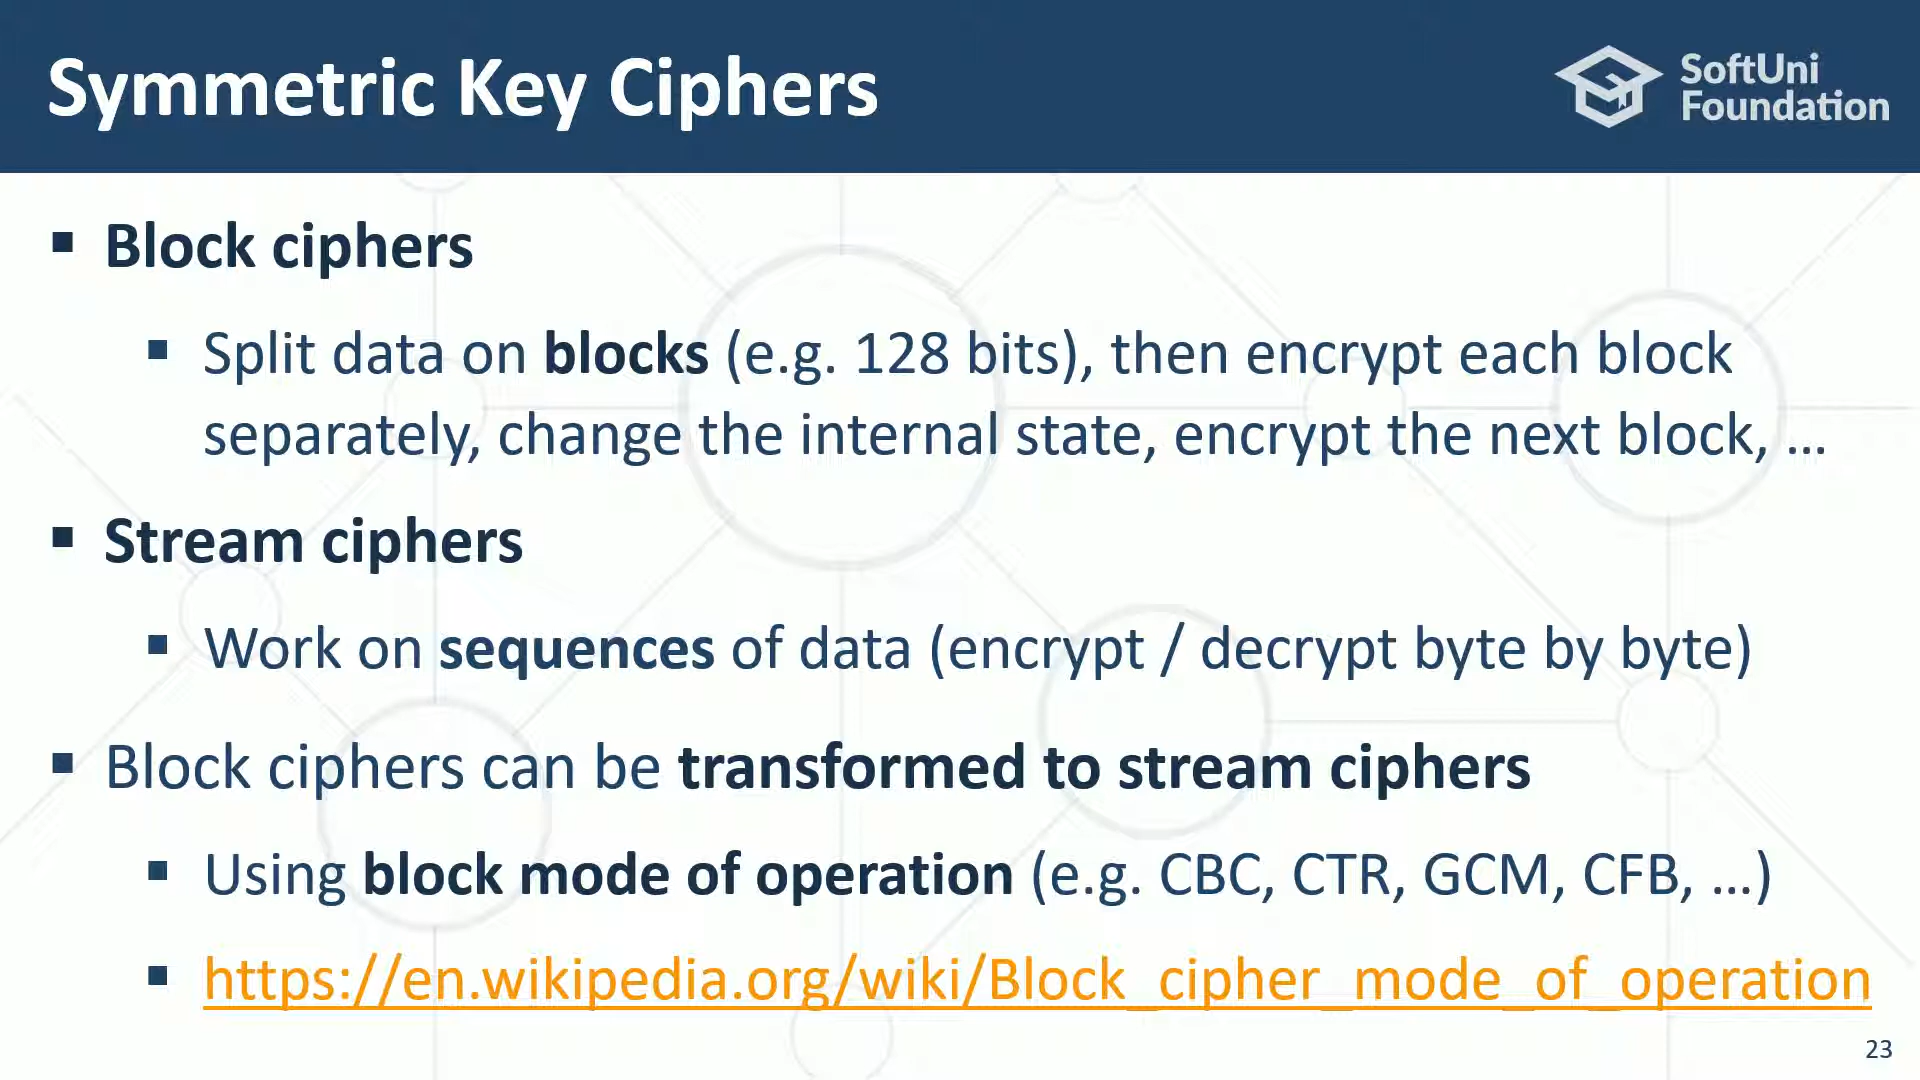 Symmetric Key Ciphers
SoftUni
Foundation
▪ Block ciphers
▪ Split data on blocks (e.g. 128 bits), then encrypt each block
separately, change the internal state, encrypt the next block, …
▪ Stream ciphers
▪ Work on sequences of data (encrypt / decrypt byte by byte)
▪ Block ciphers can be transformed to stream ciphers
▪ Using block mode of operation (e.g. CBC, CTR, GCM, CFB, …)
▪ https://en.wikipedia.org/wiki/Block_cipher_mode_of_operation
23